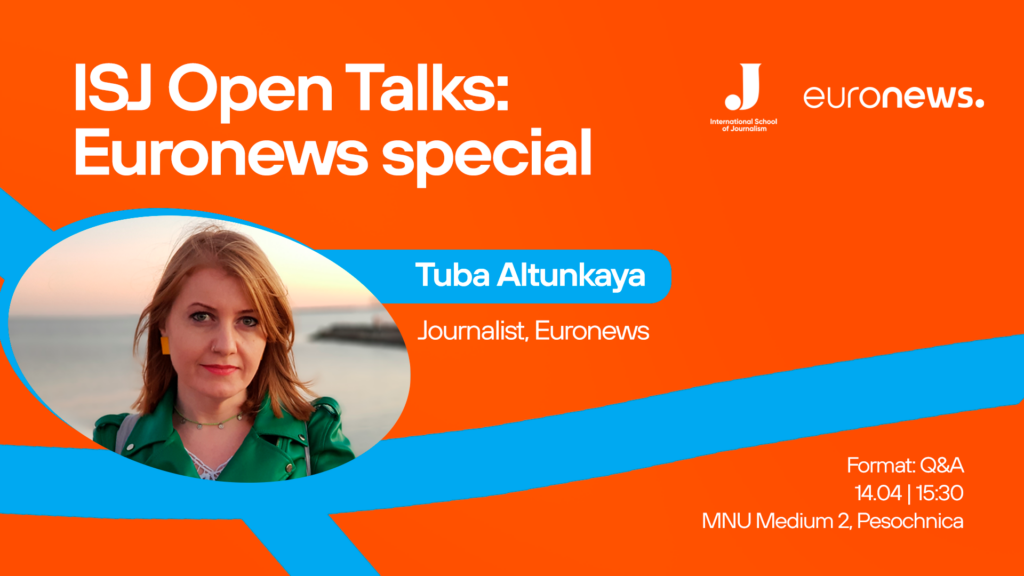 ISJ Open Talks:
Euronews special
J
International School
of Journalism
euronews.
Tuba Altunkaya
Journalist, Euronews
Format: Q&A
14.04 | 15:30
MNU Medium 2, Pesochnica